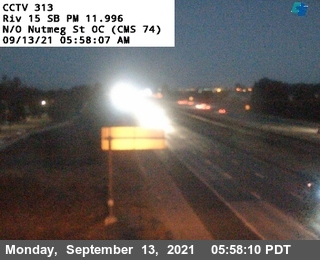 CCTV 313
Riv 15 SB PM 11.996
N/O Nutmeg St OC (CMS 74)
09/13/21 05:58:07 AM
Monday, September 13, 2021 05:58:10 PDT